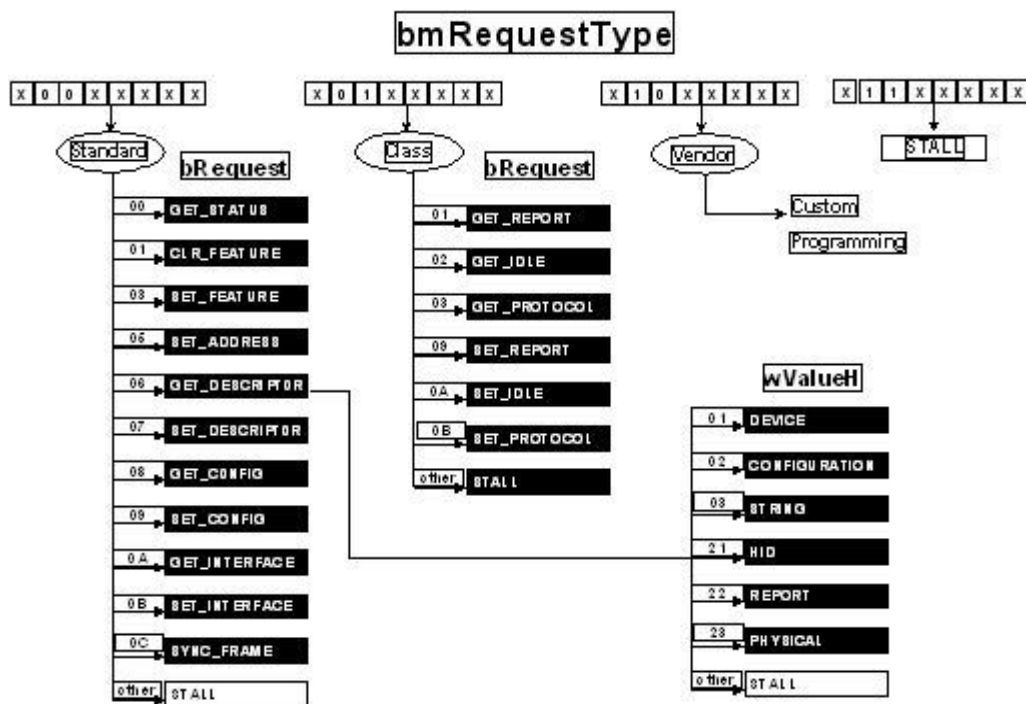 bmRequestType
X 0 0 X X X X X
X 0 1 X X X X X
X 1 0 X X X X X
X 1 1 X X X X X
Standard
bRequest
00 GET_STATUS
01 CLR_FEATURE
03 SET_FEATURE
05 SET_ADDRESS
06 GET_DESCRIPTOR
07 SET_DESCRIPTOR
08 GET_CONFIG
09 SET_CONFIG
0A GET_INTERFACE
0B SET_INTERFACE
0C SYNC_FRAME
other STALL
Class
bRequest
01 GET_REPORT
02 GET_IDLE
03 GET_PROTOCOL
09 SET_REPORT
0A SET_IDLE
0B SET_PROTOCOL
other STALL
Vendor
Custom
Programming
STALL
wValueH
01 DEVICE
02 CONFIGURATION
03 STRING
21 HID
22 REPORT
23 PHYSICAL
other STALL